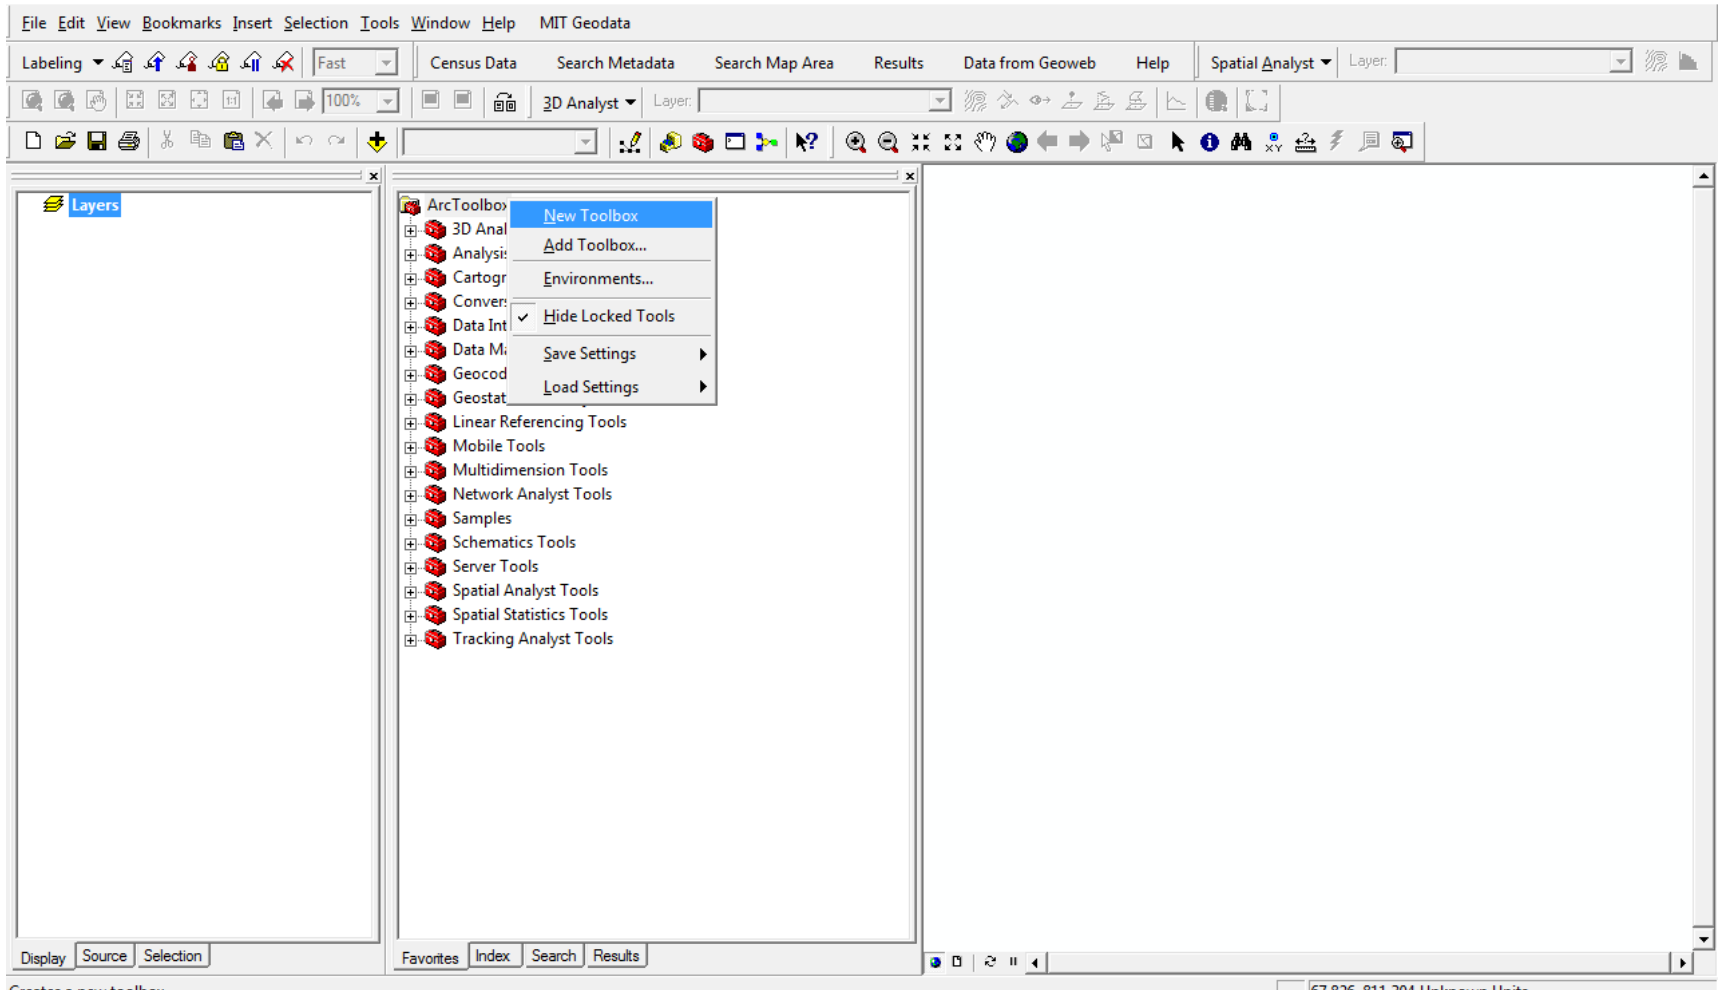 File Edit View Bookmarks Insert Selection Tools Window Help MIT Geodata
Labeling Fast Census Data Search Metadata Search Map Area Results Data from Geoweb Help Spatial Analyst Layer:
1:1 100% 3D Analyst Layer:
XY
Layers
ArcToolbox
3D Anal
Analysis
Cartogr
Convers
Data Int
Data Ma
Geocod
Geostat
Linear Referencing Tools
Mobile Tools
Multidimension Tools
Network Analyst Tools
Samples
Schematics Tools
Server Tools
Spatial Analyst Tools
Spatial Statistics Tools
Tracking Analyst Tools
New Toolbox
Add Toolbox...
Environments...
Hide Locked Tools
Save Settings
Load Settings
Display Source Selection
Favorites Index Search Results